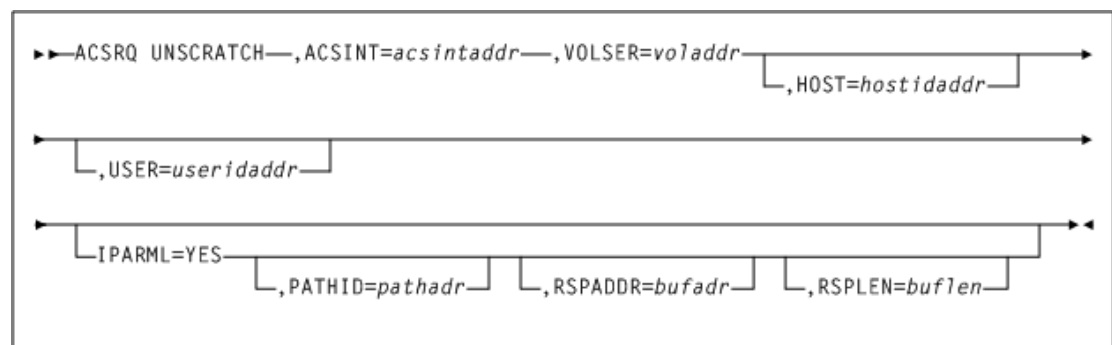 ACSRQ UNSCRATCH ,ACSINT=acsintaddr ,VOLSER=voladdr
,HOST=hostidaddr
,USER=useridaddr
IPARML=YES
,PATHID=pathadr ,RSPADDR=bufadr ,RSPLEN=buflen